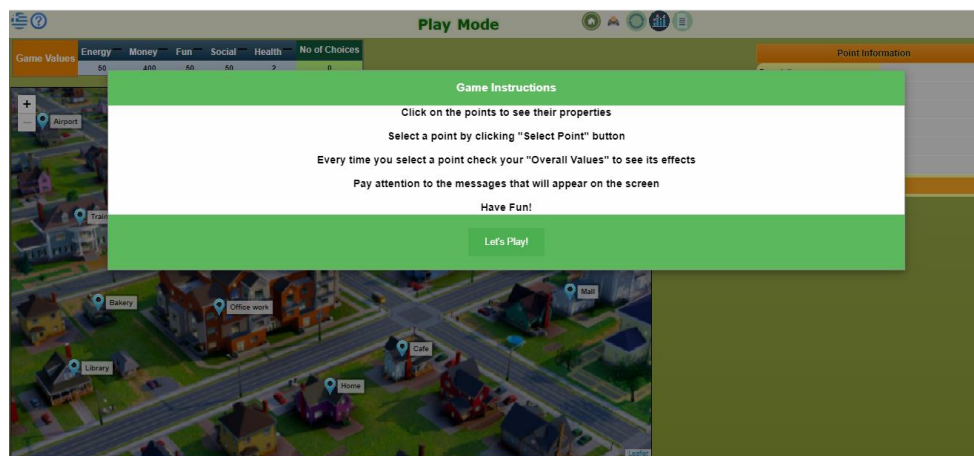 Play Mode
Game Values
Energy Money Fun Social Health No of Choices
50 400 50 50 2 0
Point Information
Game Instructions
Click on the points to see their properties
Select a point by clicking "Select Point" button
Every time you select a point check your "Overall Values" to see its effects
Pay attention to the messages that will appear on the screen
Have Fun!
Let's Play!
+
−
Airport
Train
Bakery
Office work
Mall
Cafe
Library
Home
Leaflet